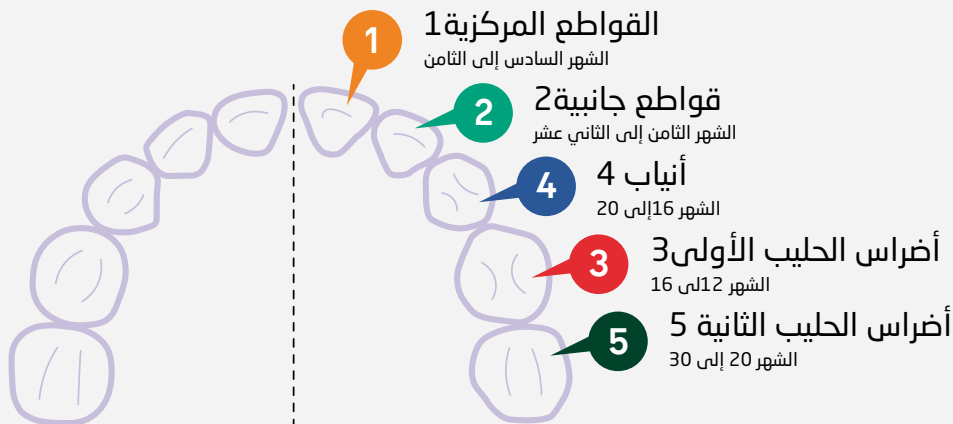 1
القواطع المركزية1
الشهر السادس إلى الثامن
2
قواطع جانبية2
الشهر الثامن إلى الثاني عشر
4
أنياب 4
الشهر 16إلى 20
3
أضراس الحليب الأولى3
الشهر 12لى 16
5
أضراس الحليب الثانية 5
الشهر 20 إلى 30